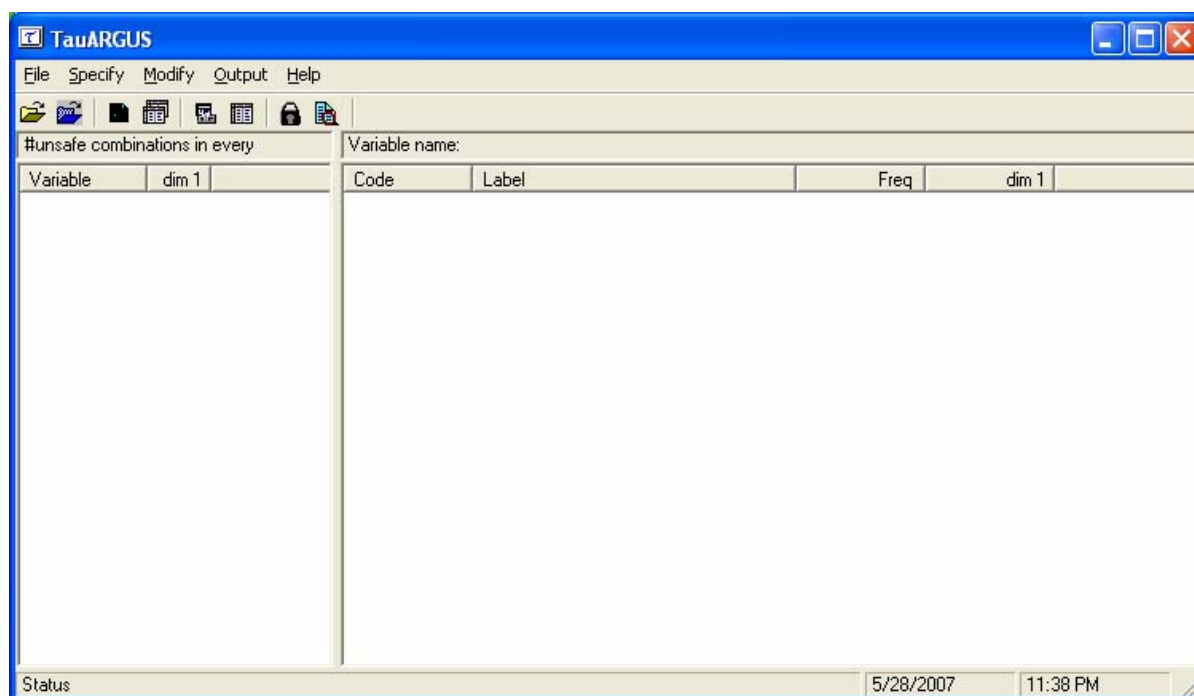 TauARGUS
File Specify Modify Output Help
#unsafe combinations in every Variable name:
Variable dim 1 Code Label Freq dim 1
Status 5/28/2007 11:38 PM